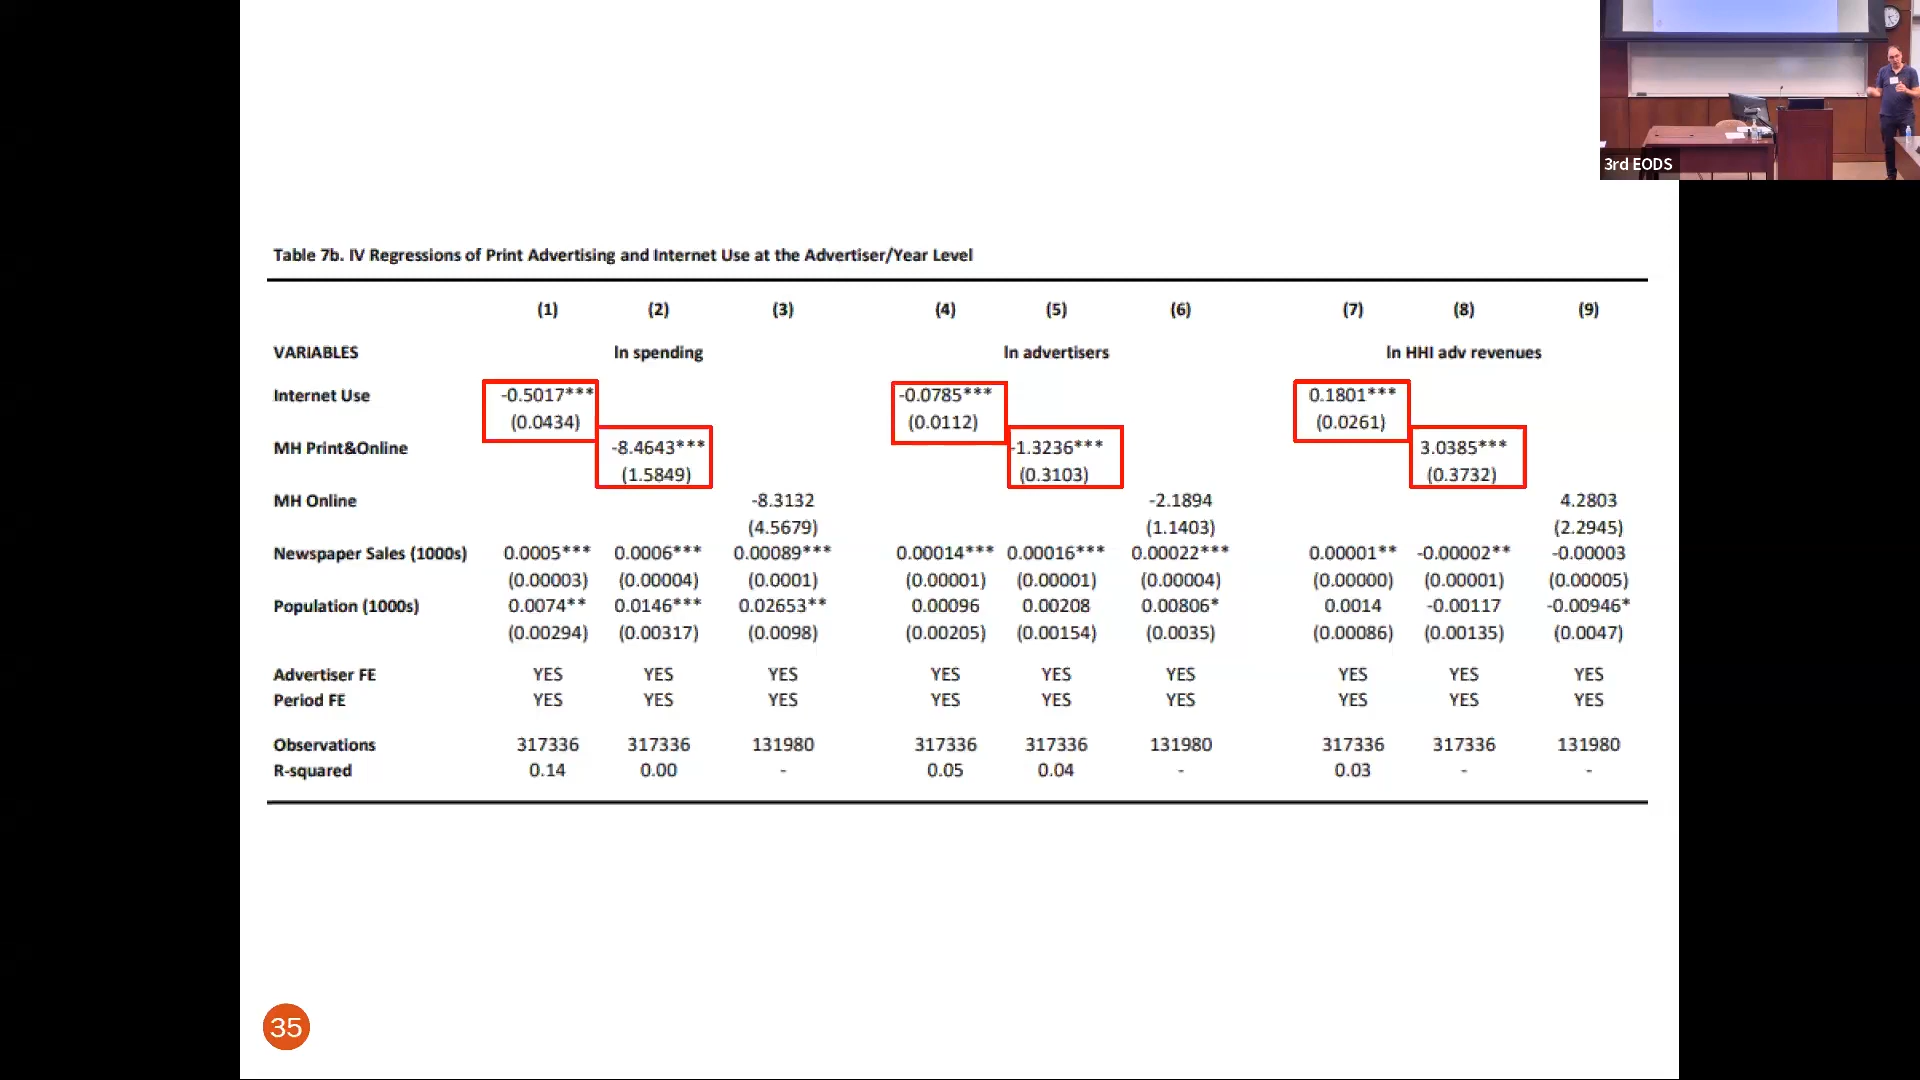 3rd EODS
Table 7b. IV Regressions of Print Advertising and Internet Use at the Advertiser/Year Level
(1) (2) (3) (4) (5) (6) (7) (8) (9)
VARIABLES ln spending ln advertisers ln HHI adv revenues
Internet Use -0.5017*** -0.0785*** 0.1801***
(0.0434) (0.0112) (0.0261)
MH Print&Online -8.4643*** -1.3236*** 3.0385***
(1.5849) (0.3103) (0.3732)
MH Online -8.3132 -2.1894 4.2803
(4.5679) (1.1403) (2.2945)
Newspaper Sales (1000s) 0.0005*** 0.0006*** 0.00089*** 0.00014*** 0.00016*** 0.00022*** 0.00001** -0.00002** -0.00003
(0.00003) (0.00004) (0.0001) (0.00001) (0.00001) (0.00004) (0.00000) (0.00001) (0.00005)
Population (1000s) 0.0074** 0.0146*** 0.02653** 0.00096 0.00208 0.00806* 0.0014 -0.00117 -0.00946*
(0.00294) (0.00317) (0.0098) (0.00205) (0.00154) (0.0035) (0.00086) (0.00135) (0.0047)
Advertiser FE YES YES YES YES YES YES YES YES YES
Period FE YES YES YES YES YES YES YES YES YES
Observations 317336 317336 131980 317336 317336 131980 317336 317336 131980
R-squared 0.14 0.00 - 0.05 0.04 - 0.03 - -
35